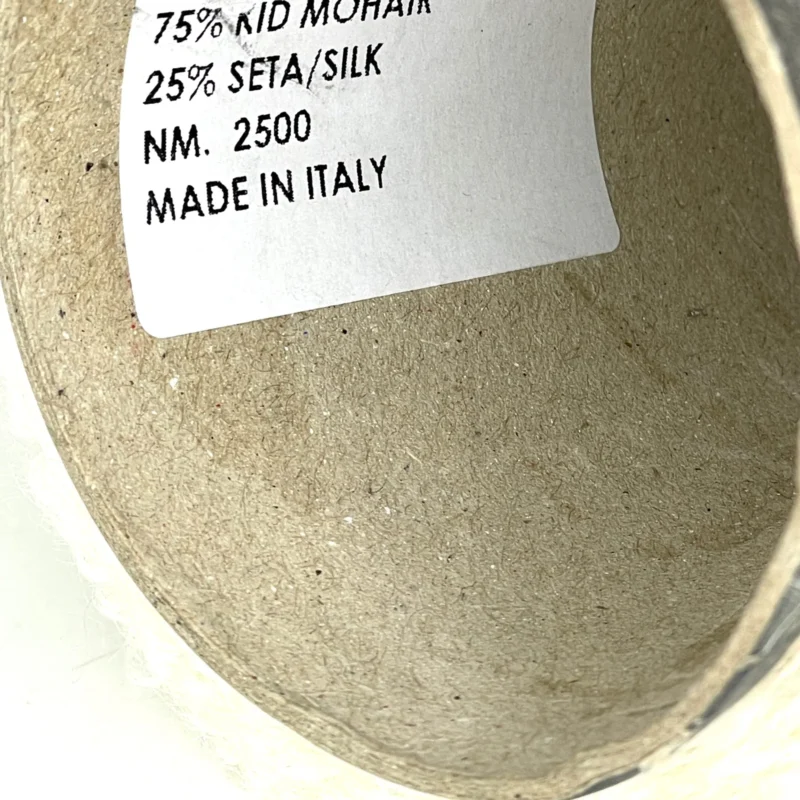 75% KID MOHAIR
25% SETA/SILK
NM. 2500
MADE IN ITALY